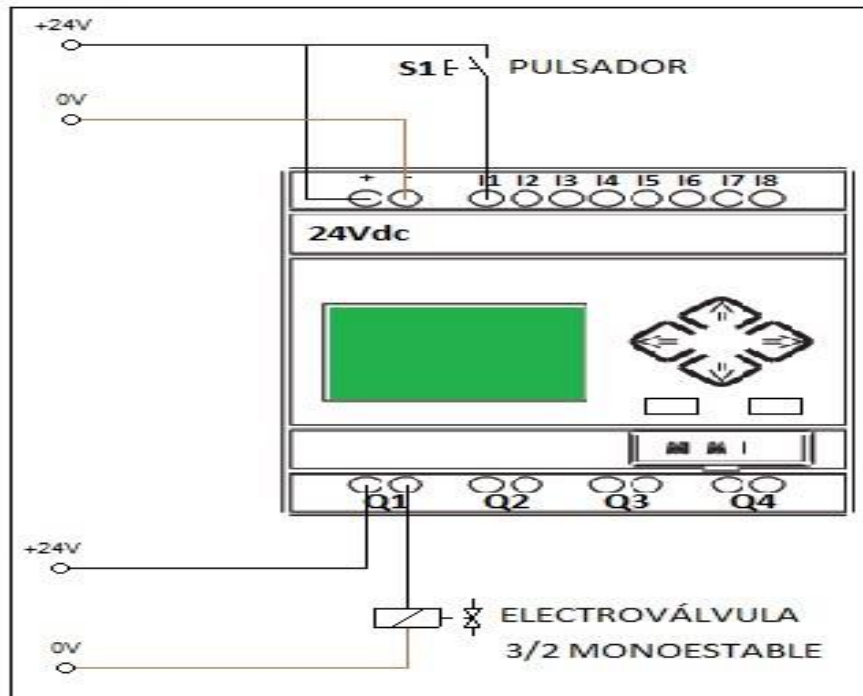 +24V
S1 PULSADOR
0V
+ - I1 I2 I3 I4 I5 I6 I7 I8
24Vdc
Q1 Q2 Q3 Q4
+24V
ELECTROVÁLVULA
3/2 MONOESTABLE
0V